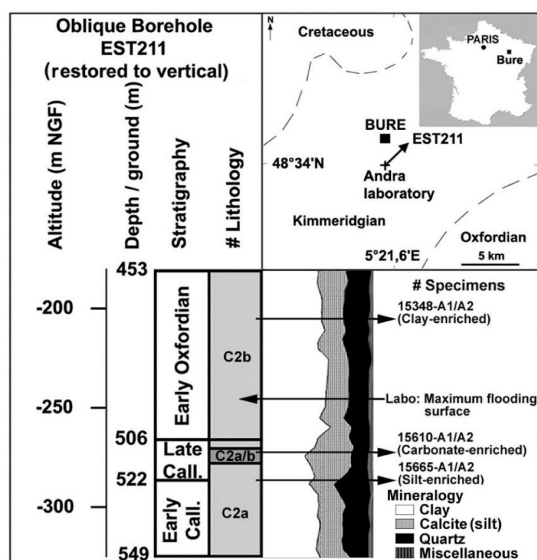 Oblique Borehole
EST211
(restored to vertical)
Altitude (m NGF)
Depth / ground (m)
Stratigraphy
# Lithology
N
Cretaceous
PARIS
Bure
BURE
EST211
48°34'N
Andra
laboratory
Kimmeridgian
5°21,6'E
Oxfordian
5 km
453
506
522
549
-200
-250
-300
Early Oxfordian
Late
Call.
Early
Call.
C2b
C2a/b
C2a
# Specimens
15348-A1/A2
(Clay-enriched)
Labo: Maximum flooding
surface
15610-A1/A2
(Carbonate-enriched)
15665-A1/A2
(Silt-enriched)
Mineralogy
Clay
Calcite (silt)
Quartz
Miscellaneous